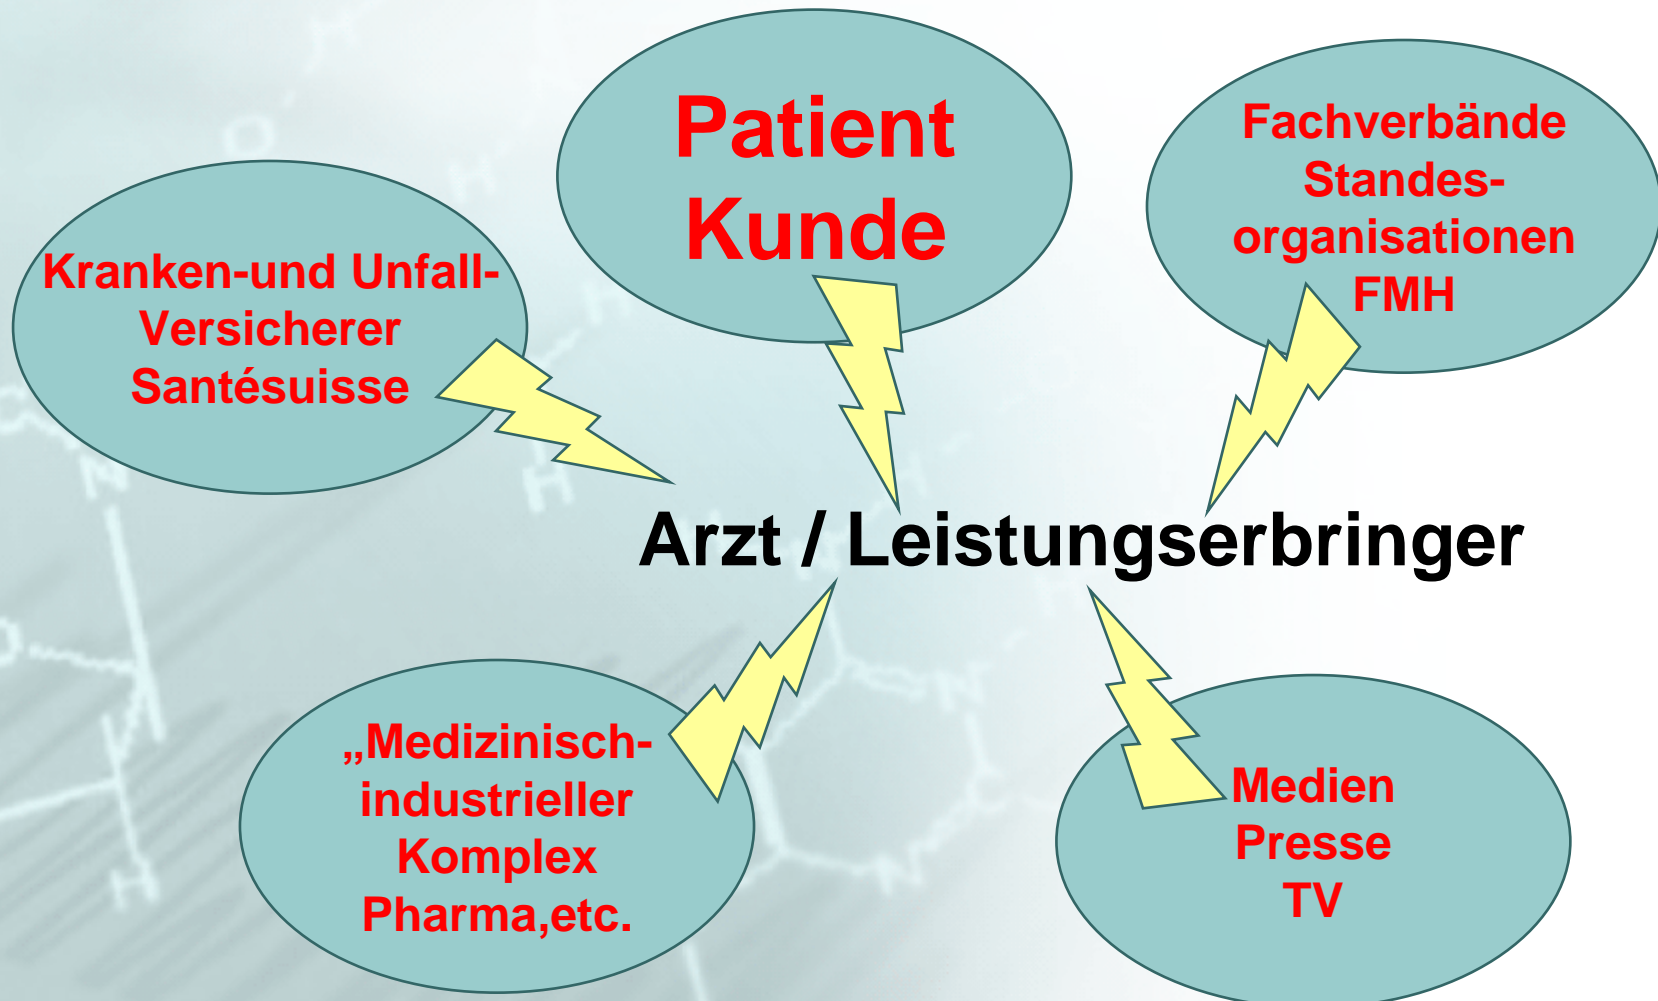 Patient
Kunde
Fachverbände
Standes-
organisationen
FMH
Kranken-und Unfall-
Versicherer
Santésuisse
Arzt / Leistungserbringer
„Medizinisch-
industrieller
Komplex
Pharma,etc.
Medien
Presse
TV